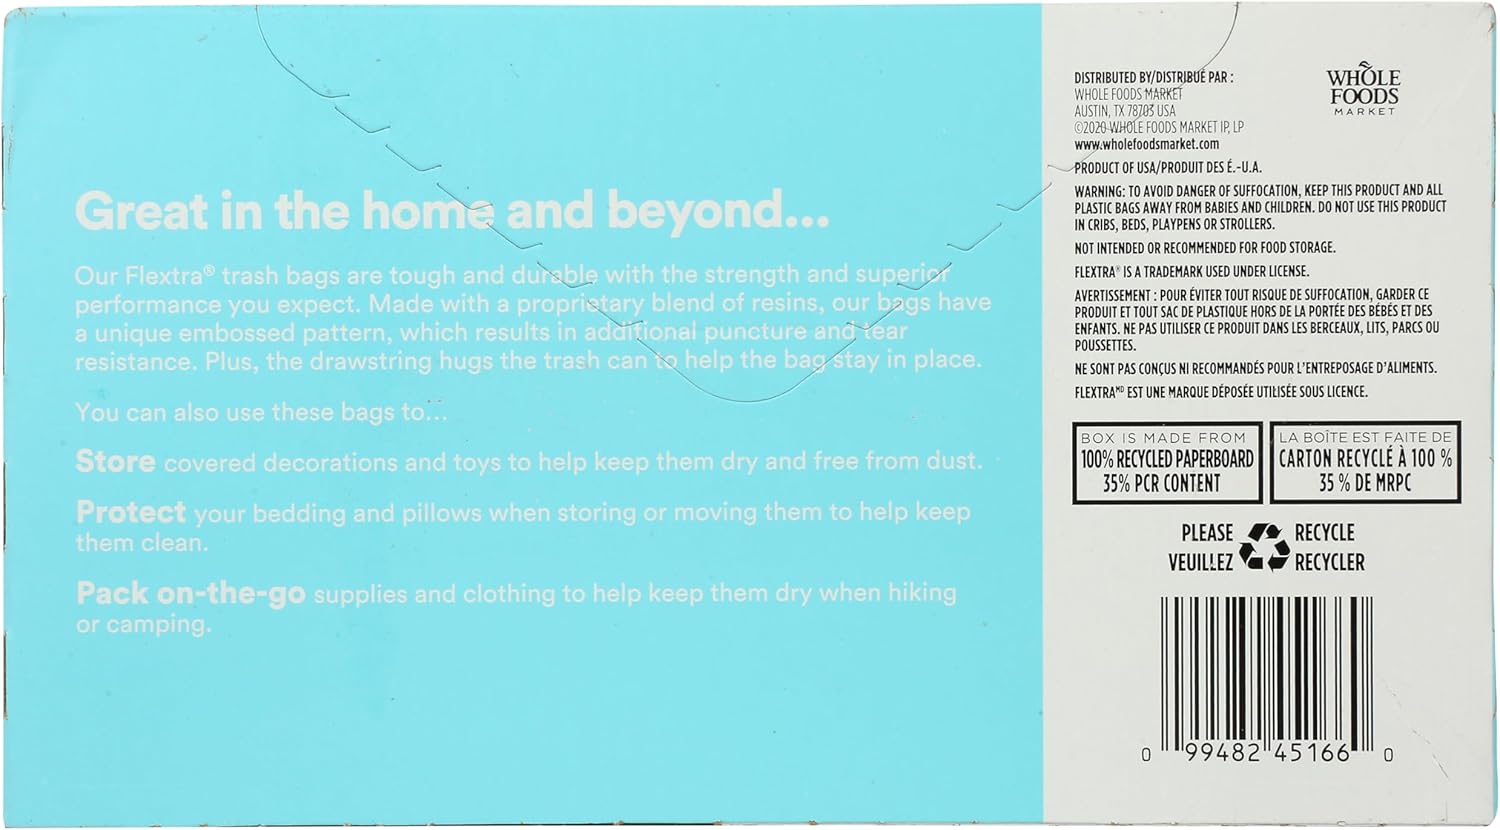 Great in the home and beyond...
Our Flextra® trash bags are tough and durable with the strength and superior
performance you expect. Made with a proprietary blend of resins, our bags have
a unique embossed pattern, which results in additional puncture and tear
resistance. Plus, the drawstring hugs the trash can to help the bag stay in place.
You can also use these bags to...
Store covered decorations and toys to help keep them dry and free from dust.
Protect your bedding and pillows when storing or moving them to help keep
them clean.
Pack on-the-go supplies and clothing to help keep them dry when hiking
or camping.
DISTRIBUTED BY/DISTRIBUÉ PAR :
WHOLE FOODS MARKET
AUSTIN, TX 78703 USA
©2020 WHOLE FOODS MARKET IP, LP
www.wholefoodsmarket.com
WHOLE
FOODS
MARKET
PRODUCT OF USA/PRODUIT DES É.-U.A.
WARNING: TO AVOID DANGER OF SUFFOCATION, KEEP THIS PRODUCT AND ALL
PLASTIC BAGS AWAY FROM BABIES AND CHILDREN. DO NOT USE THIS PRODUCT
IN CRIBS, BEDS, PLAYPENS OR STROLLERS.
NOT INTENDED OR RECOMMENDED FOR FOOD STORAGE.
FLEXTRA® IS A TRADEMARK USED UNDER LICENSE.
AVERTISSEMENT : POUR ÉVITER TOUT RISQUE DE SUFFOCATION, GARDER CE
PRODUIT ET TOUT SAC DE PLASTIQUE HORS DE LA PORTÉE DES BÉBÉS ET DES
ENFANTS. NE PAS UTILISER CE PRODUIT DANS LES BERCEAUX, LITS, PARCS OU
POUSSETTES.
NE SONT PAS CONÇUS NI RECOMMANDÉS POUR L'ENTREPOSAGE D'ALIMENTS.
FLEXTRAᴹᴰ EST UNE MARQUE DÉPOSÉE UTILISÉE SOUS LICENCE.
BOX IS MADE FROM
100% RECYCLED PAPERBOARD
35% PCR CONTENT
LA BOÎTE EST FAITE DE
CARTON RECYCLÉ À 100 %
35 % DE MRPC
PLEASE RECYCLE
VEUILLEZ RECYCLER
0 99482 45166 0